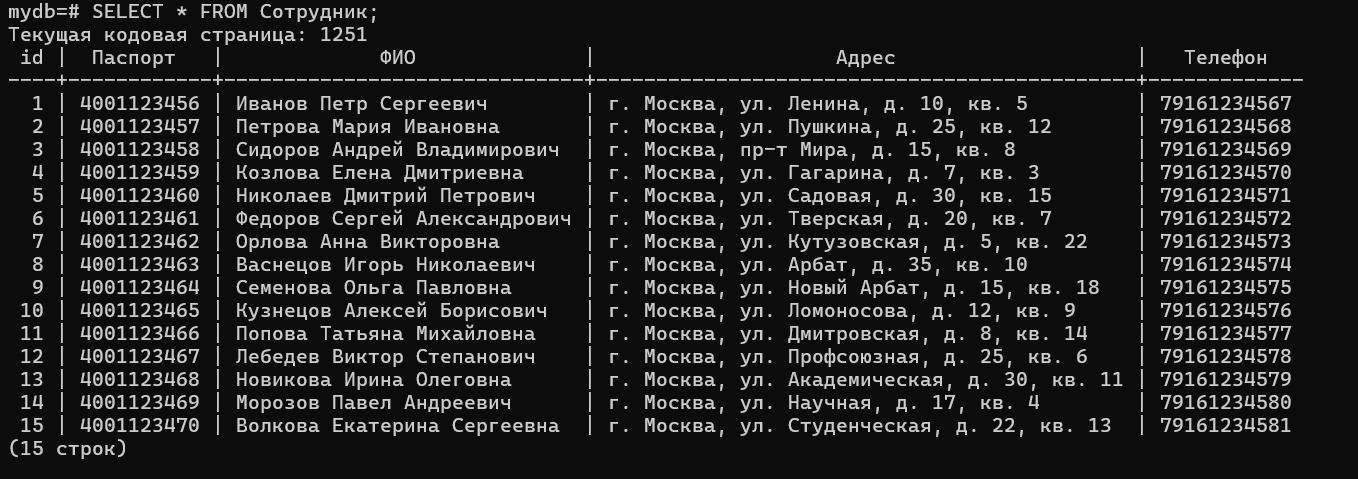 mydb=# SELECT * FROM Сотрудник;
Текущая кодовая страница: 1251
 id |  Паспорт   |             ФИО              |                    Адрес                    |   Телефон
----+------------+------------------------------+---------------------------------------------+-------------
  1 | 4001123456 | Иванов Петр Сергеевич        | г. Москва, ул. Ленина, д. 10, кв. 5         | 79161234567
  2 | 4001123457 | Петрова Мария Ивановна       | г. Москва, ул. Пушкина, д. 25, кв. 12       | 79161234568
  3 | 4001123458 | Сидоров Андрей Владимирович  | г. Москва, пр-т Мира, д. 15, кв. 8          | 79161234569
  4 | 4001123459 | Козлова Елена Дмитриевна     | г. Москва, ул. Гагарина, д. 7, кв. 3        | 79161234570
  5 | 4001123460 | Николаев Дмитрий Петрович    | г. Москва, ул. Садовая, д. 30, кв. 15       | 79161234571
  6 | 4001123461 | Федоров Сергей Александрович | г. Москва, ул. Тверская, д. 20, кв. 7       | 79161234572
  7 | 4001123462 | Орлова Анна Викторовна       | г. Москва, ул. Кутузовская, д. 5, кв. 22    | 79161234573
  8 | 4001123463 | Васнецов Игорь Николаевич    | г. Москва, ул. Арбат, д. 35, кв. 10         | 79161234574
  9 | 4001123464 | Семенова Ольга Павловна      | г. Москва, ул. Новый Арбат, д. 15, кв. 18   | 79161234575
 10 | 4001123465 | Кузнецов Алексей Борисович   | г. Москва, ул. Ломоносова, д. 12, кв. 9     | 79161234576
 11 | 4001123466 | Попова Татьяна Михайловна    | г. Москва, ул. Дмитровская, д. 8, кв. 14    | 79161234577
 12 | 4001123467 | Лебедев Виктор Степанович    | г. Москва, ул. Профсоюзная, д. 25, кв. 6    | 79161234578
 13 | 4001123468 | Новикова Ирина Олеговна      | г. Москва, ул. Академическая, д. 30, кв. 11 | 79161234579
 14 | 4001123469 | Морозов Павел Андреевич      | г. Москва, ул. Научная, д. 17, кв. 4        | 79161234580
 15 | 4001123470 | Волкова Екатерина Сергеевна  | г. Москва, ул. Студенческая, д. 22, кв. 13  | 79161234581
(15 строк)